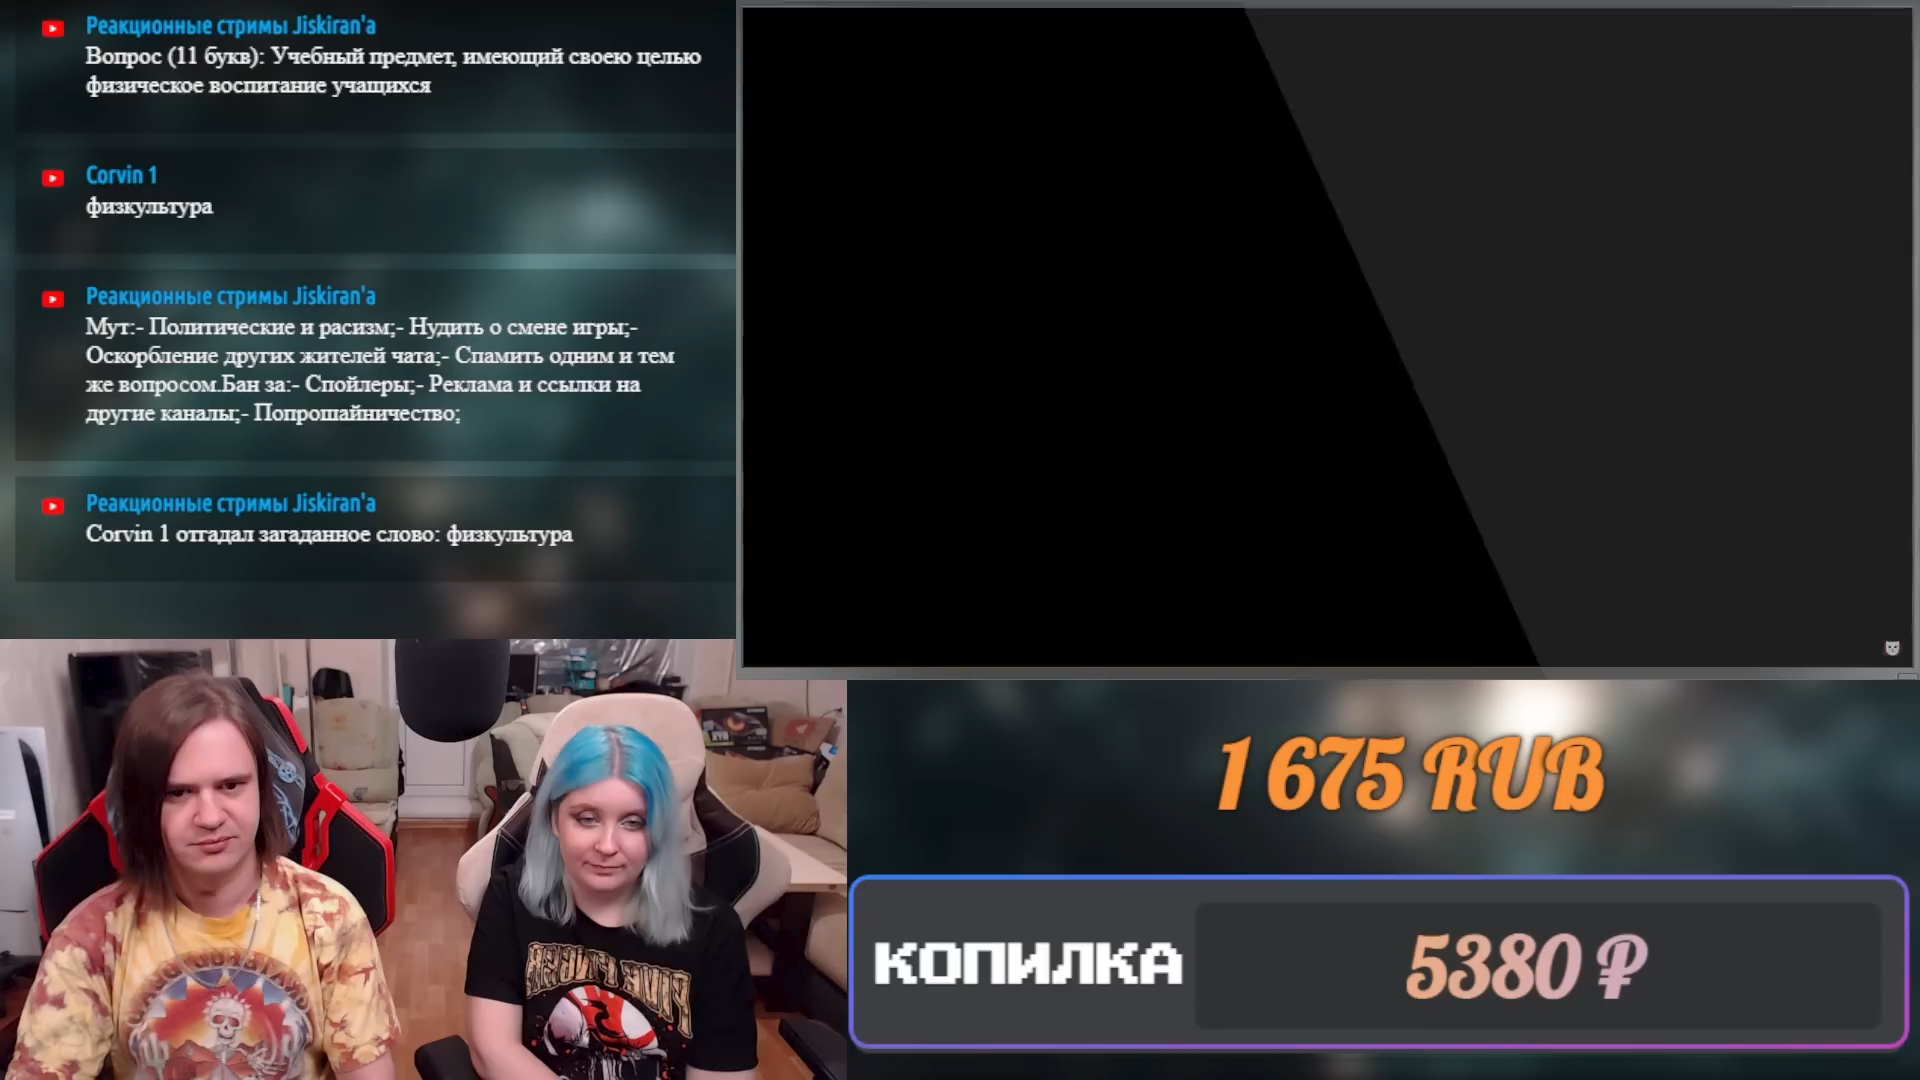 Реакционные стримы Jiskiran'a
Вопрос (11 букв): Учебный предмет, имеющий своею целью
физическое воспитание учащихся
Corvin 1
физкультура
Реакционные стримы Jiskiran'a
Мут:- Политические и расизм;- Нудить о смене игры;-
Оскорбление других жителей чата;- Спамить одним и тем
же вопросом.Бан за:- Спойлеры;- Реклама и ссылки на
другие каналы;- Попрошайничество;
Реакционные стримы Jiskiran'a
Corvin 1 отгадал загаданное слово: физкультура
1 675 RUB
КОПИЛКА
5380 ₽